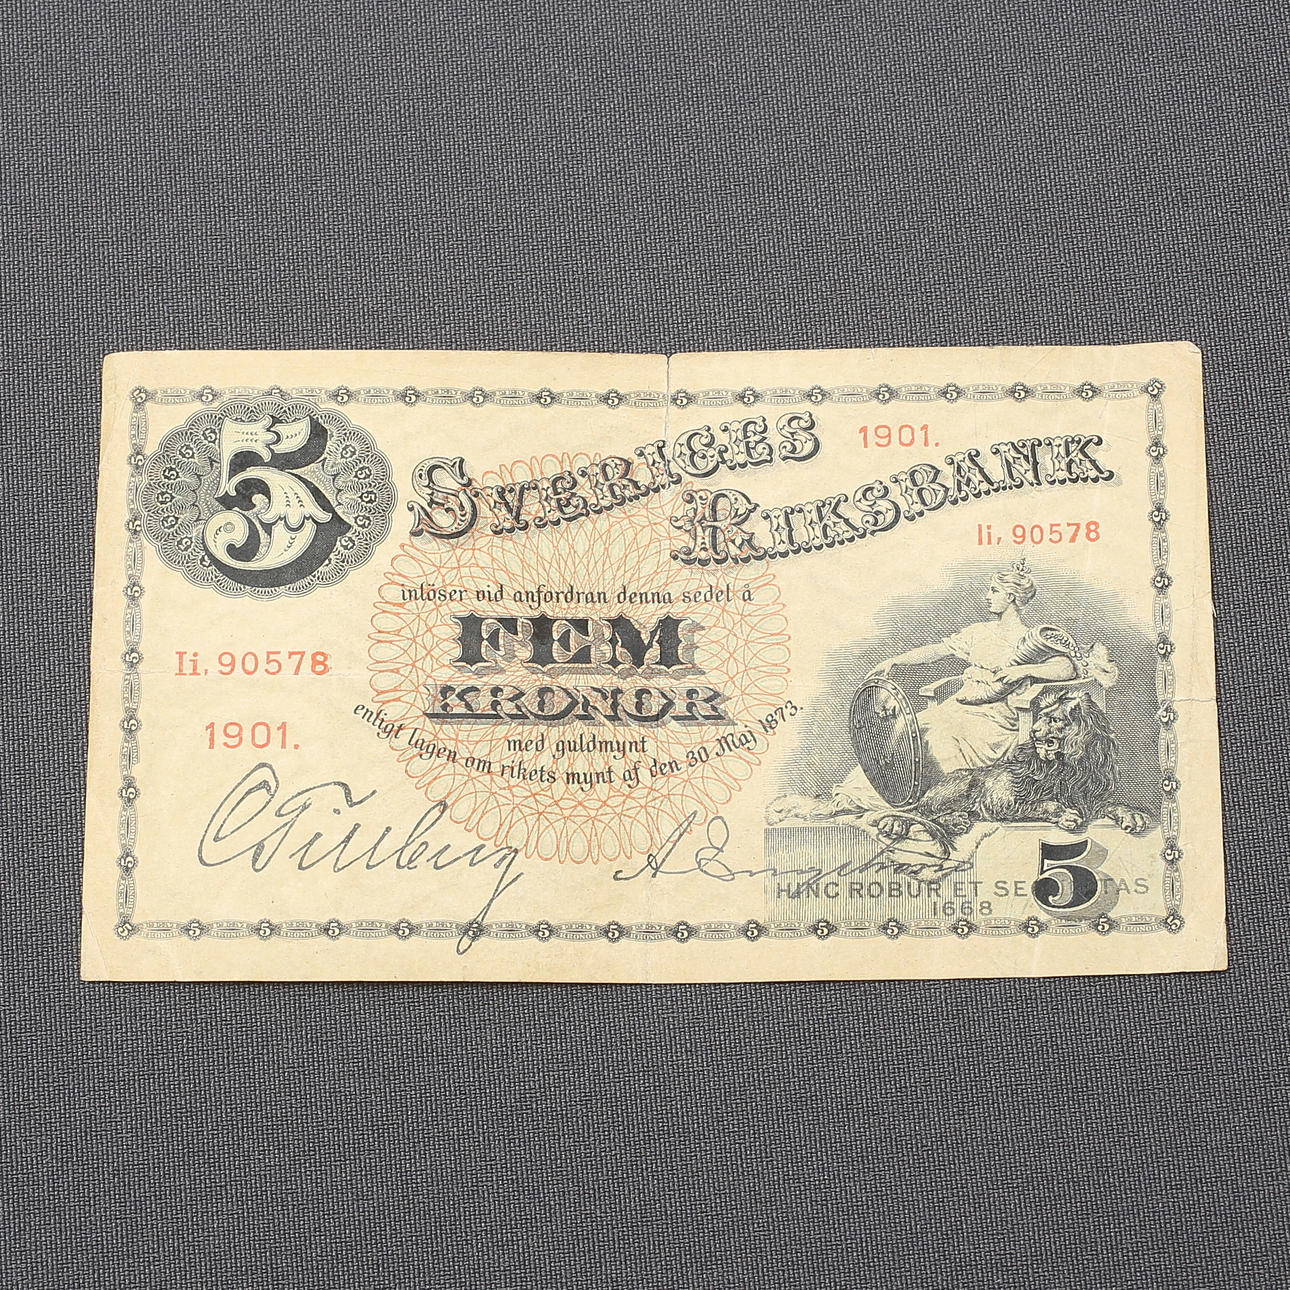 5
SVERIGES
1901.
RIKSBANK
Ii, 90578
inlöser vid anfordran denna sedel å
FEM
KRONOR
Ii, 90578
1901.
med guldmynt
enligt lagen om rikets mynt af den 30 Maj 1873.
HINC ROBUR ET SE TAS
1668
5